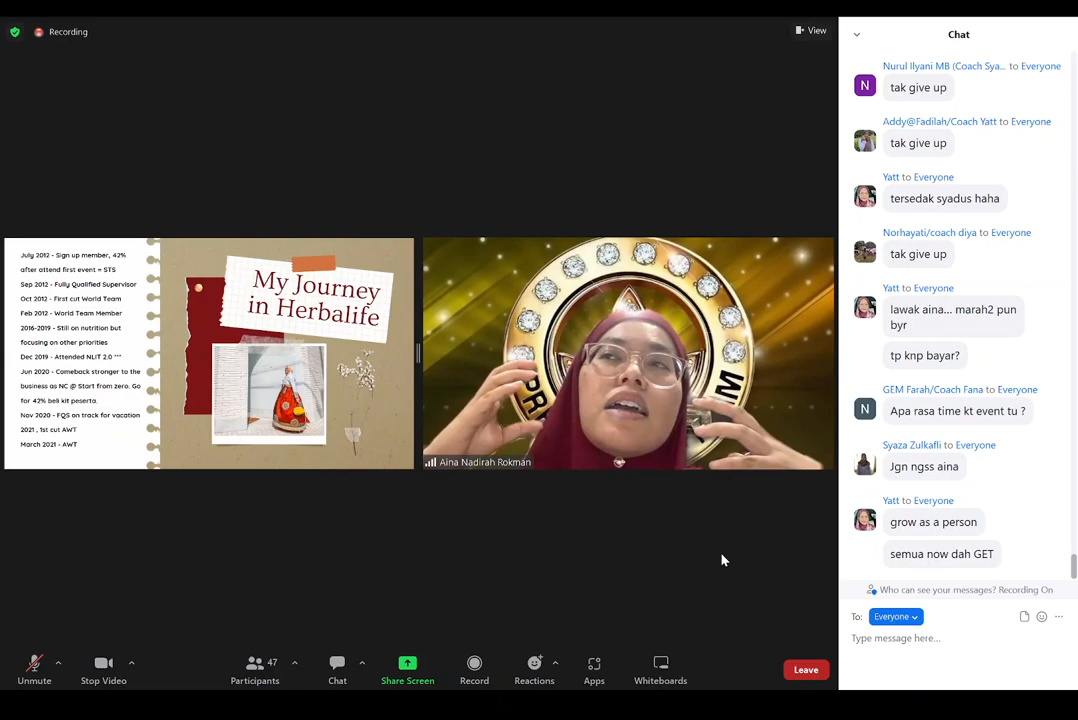 Recording
View
July 2012 - Sign up member, 42%
after attend first event = STS
Sep 2012 - Fully Qualified Supervisor
Oct 2012 - First cut World Team
Feb 2012 - World Team Member
2016-2019 - Still on nutrition but
focusing on other priorities
Dec 2019 - Attended NLIT 2.0 ***
Jun 2020 - Comeback stronger to the
business as NC @ Start from zero. Go
for 42% beli kit peserta.
Nov 2020 - FQS on track for vacation
2021 , 1st cut AWT
March 2021 - AWT
My Journey
in Herbalife
Aina Nadirah Rokman
Chat
Nurul Ilyani MB (Coach Sya... to Everyone
N
tak give up
Addy@Fadilah/Coach Yatt to Everyone
tak give up
Yatt to Everyone
tersedak syadus haha
Norhayati/coach diya to Everyone
tak give up
Yatt to Everyone
lawak aina... marah2 pun
byr
tp knp bayar?
GEM Farah/Coach Fana to Everyone
N
Apa rasa time kt event tu ?
Syaza Zulkafli to Everyone
Jgn ngss aina
Yatt to Everyone
grow as a person
semua now dah GET
Who can see your messages? Recording On
To: Everyone
Type message here...
Unmute
Stop Video
47
Participants
Chat
Share Screen
Record
Reactions
Apps
Whiteboards
Leave